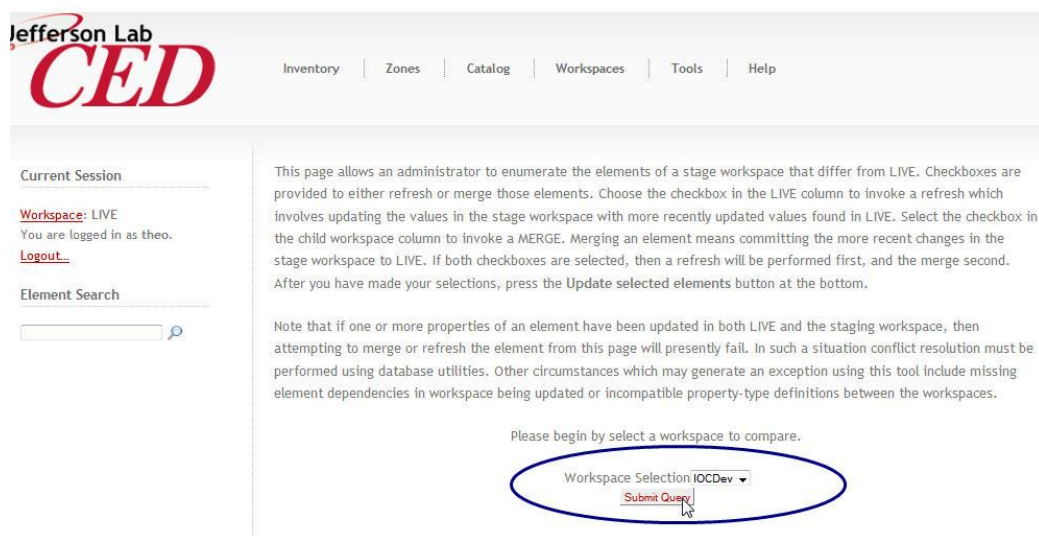 Jefferson Lab
CED
Inventory
Zones
Catalog
Workspaces
Tools
Help
Current Session
Workspace: LIVE
You are logged in as theo.
Logout...
Element Search
This page allows an administrator to enumerate the elements of a stage workspace that differ from LIVE. Checkboxes are
provided to either refresh or merge those elements. Choose the checkbox in the LIVE column to invoke a refresh which
involves updating the values in the stage workspace with more recently updated values found in LIVE. Select the checkbox in
the child workspace column to invoke a MERGE. Merging an element means committing the more recent changes in the
stage workspace to LIVE. If both checkboxes are selected, then a refresh will be performed first, and the merge second.
After you have made your selections, press the Update selected elements button at the bottom.
Note that if one or more properties of an element have been updated in both LIVE and the staging workspace, then
attempting to merge or refresh the element from this page will presently fail. In such a situation conflict resolution must be
performed using database utilities. Other circumstances which may generate an exception using this tool include missing
element dependencies in workspace being updated or incompatible property-type definitions between the workspaces.
Please begin by select a workspace to compare.
Workspace Selection IOCDev
Submit Query